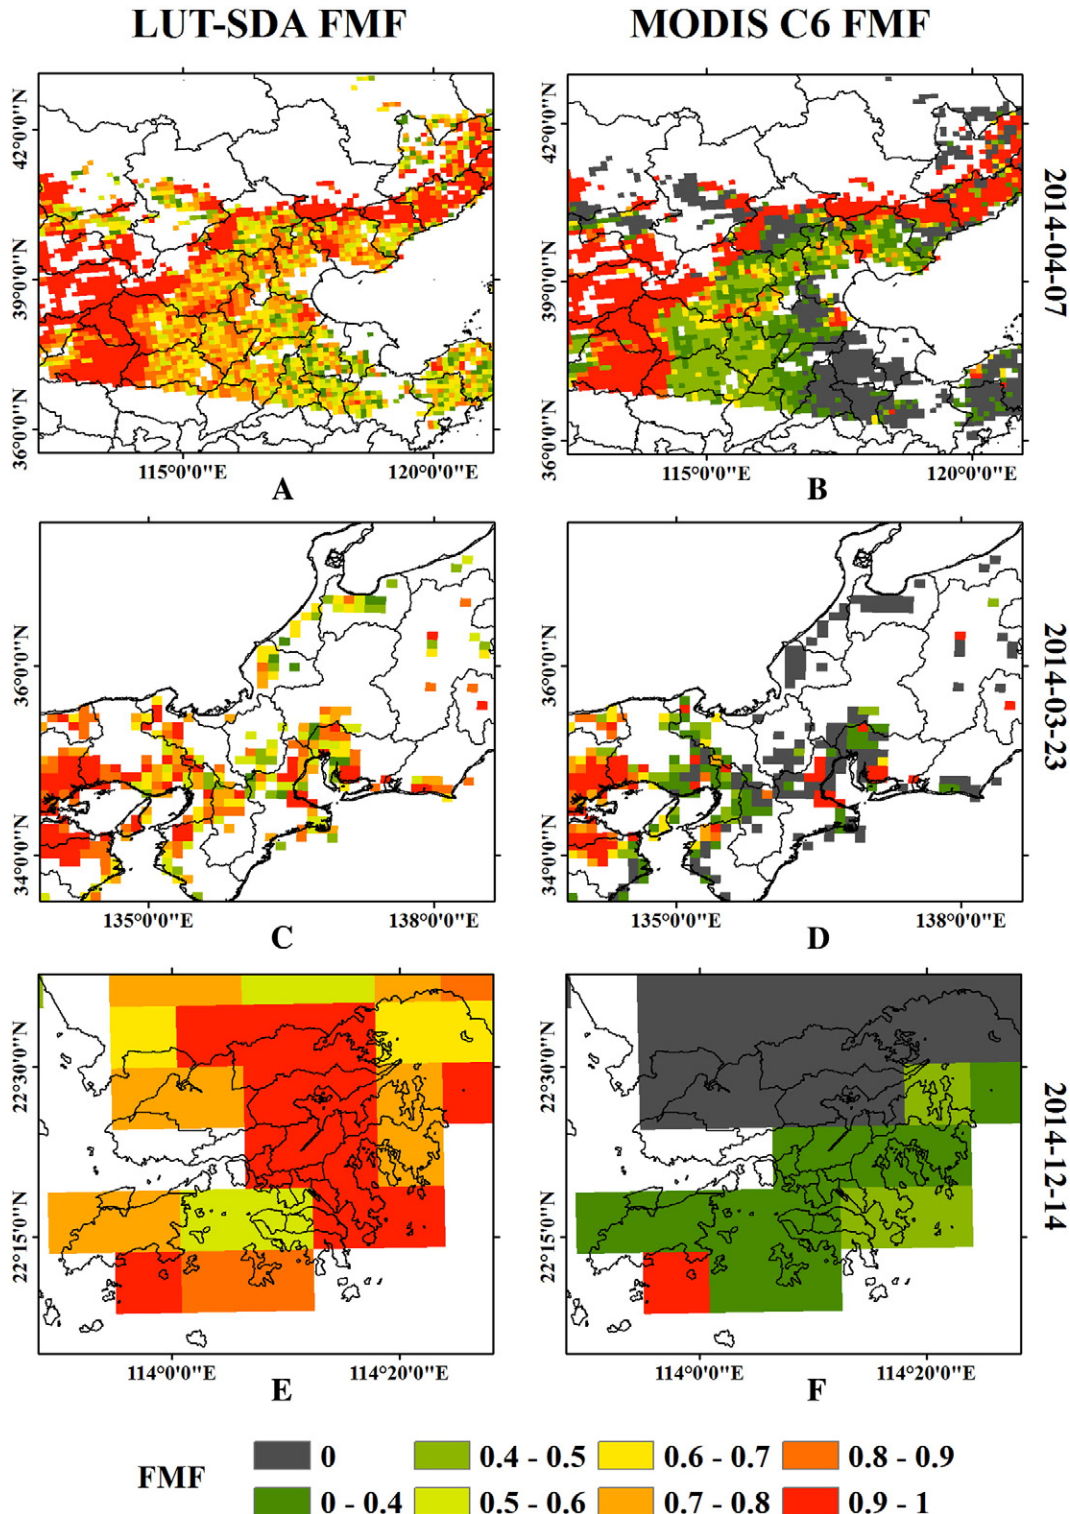 LUT-SDA FMF
MODIS C6 FMF
42°0'0"N
39°0'0"N
36°0'0"N
115°0'0"E
120°0'0"E
A
42°0'0"N
39°0'0"N
36°0'0"N
115°0'0"E
120°0'0"E
B
2014-04-07
36°0'0"N
34°0'0"N
135°0'0"E
138°0'0"E
C
36°0'0"N
34°0'0"N
135°0'0"E
138°0'0"E
D
2014-03-23
22°30'0"N
22°15'0"N
114°0'0"E
114°20'0"E
E
22°30'0"N
22°15'0"N
114°0'0"E
114°20'0"E
F
2014-12-14
FMF
0
0.4 - 0.5
0.6 - 0.7
0.8 - 0.9
0 - 0.4
0.5 - 0.6
0.7 - 0.8
0.9 - 1